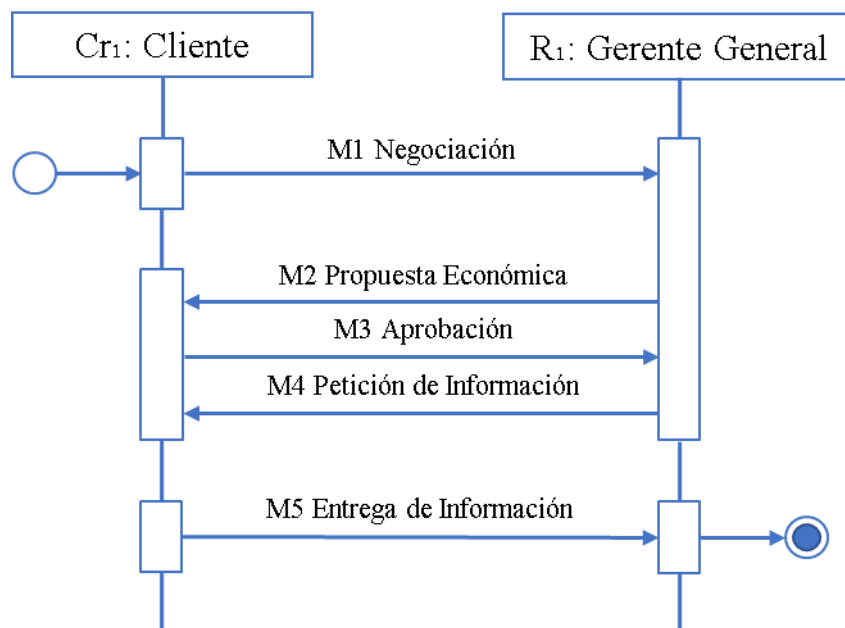 Cr₁: Cliente
R₁: Gerente General
M1 Negociación
M2 Propuesta Económica
M3 Aprobación
M4 Petición de Información
M5 Entrega de Información